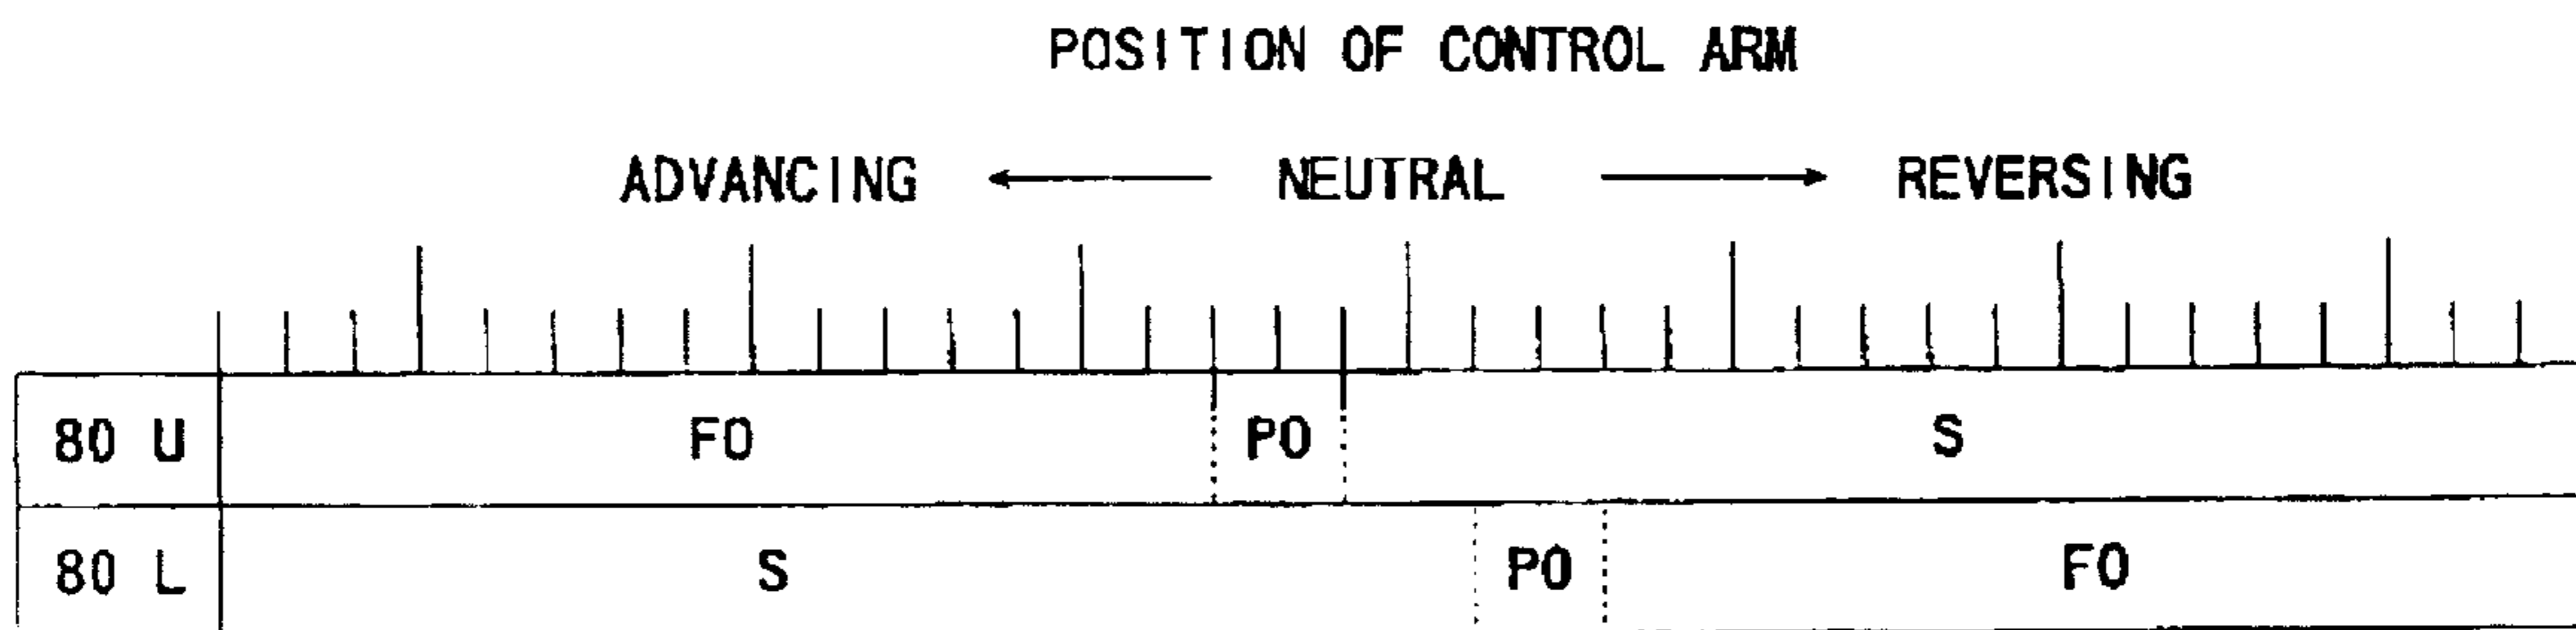 POSITION OF CONTROL ARM
ADVANCING ← NEUTRAL → REVERSING
80 U FO PO S
80 L S PO FO